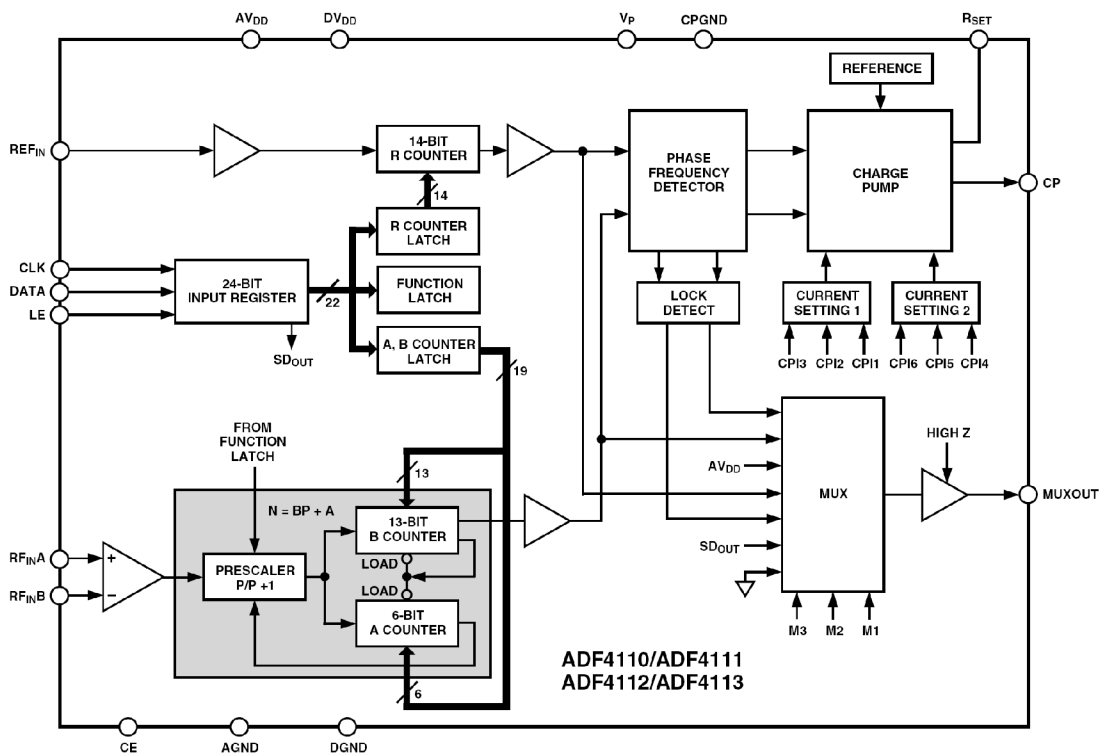 AVDD
DVDD
VP
CPGND
RSET
REFERENCE
REFIN
14-BIT
R COUNTER
PHASE
FREQUENCY
DETECTOR
CHARGE
PUMP
CP
14
R COUNTER
LATCH
CLK
DATA
LE
24-BIT
INPUT REGISTER
22
FUNCTION
LATCH
LOCK
DETECT
CURRENT
SETTING 1
CURRENT
SETTING 2
SDOUT
A, B COUNTER
LATCH
19
CPI3 CPI2 CPI1 CPI6 CPI5 CPI4
FROM
FUNCTION
LATCH
13
HIGH Z
AVDD
MUX
MUXOUT
N = BP + A
13-BIT
B COUNTER
RFINA
+
RFINB
–
PRESCALER
P/P +1
LOAD
LOAD
SDOUT
6-BIT
A COUNTER
M3 M2 M1
6
ADF4110/ADF4111
ADF4112/ADF4113
CE
AGND
DGND